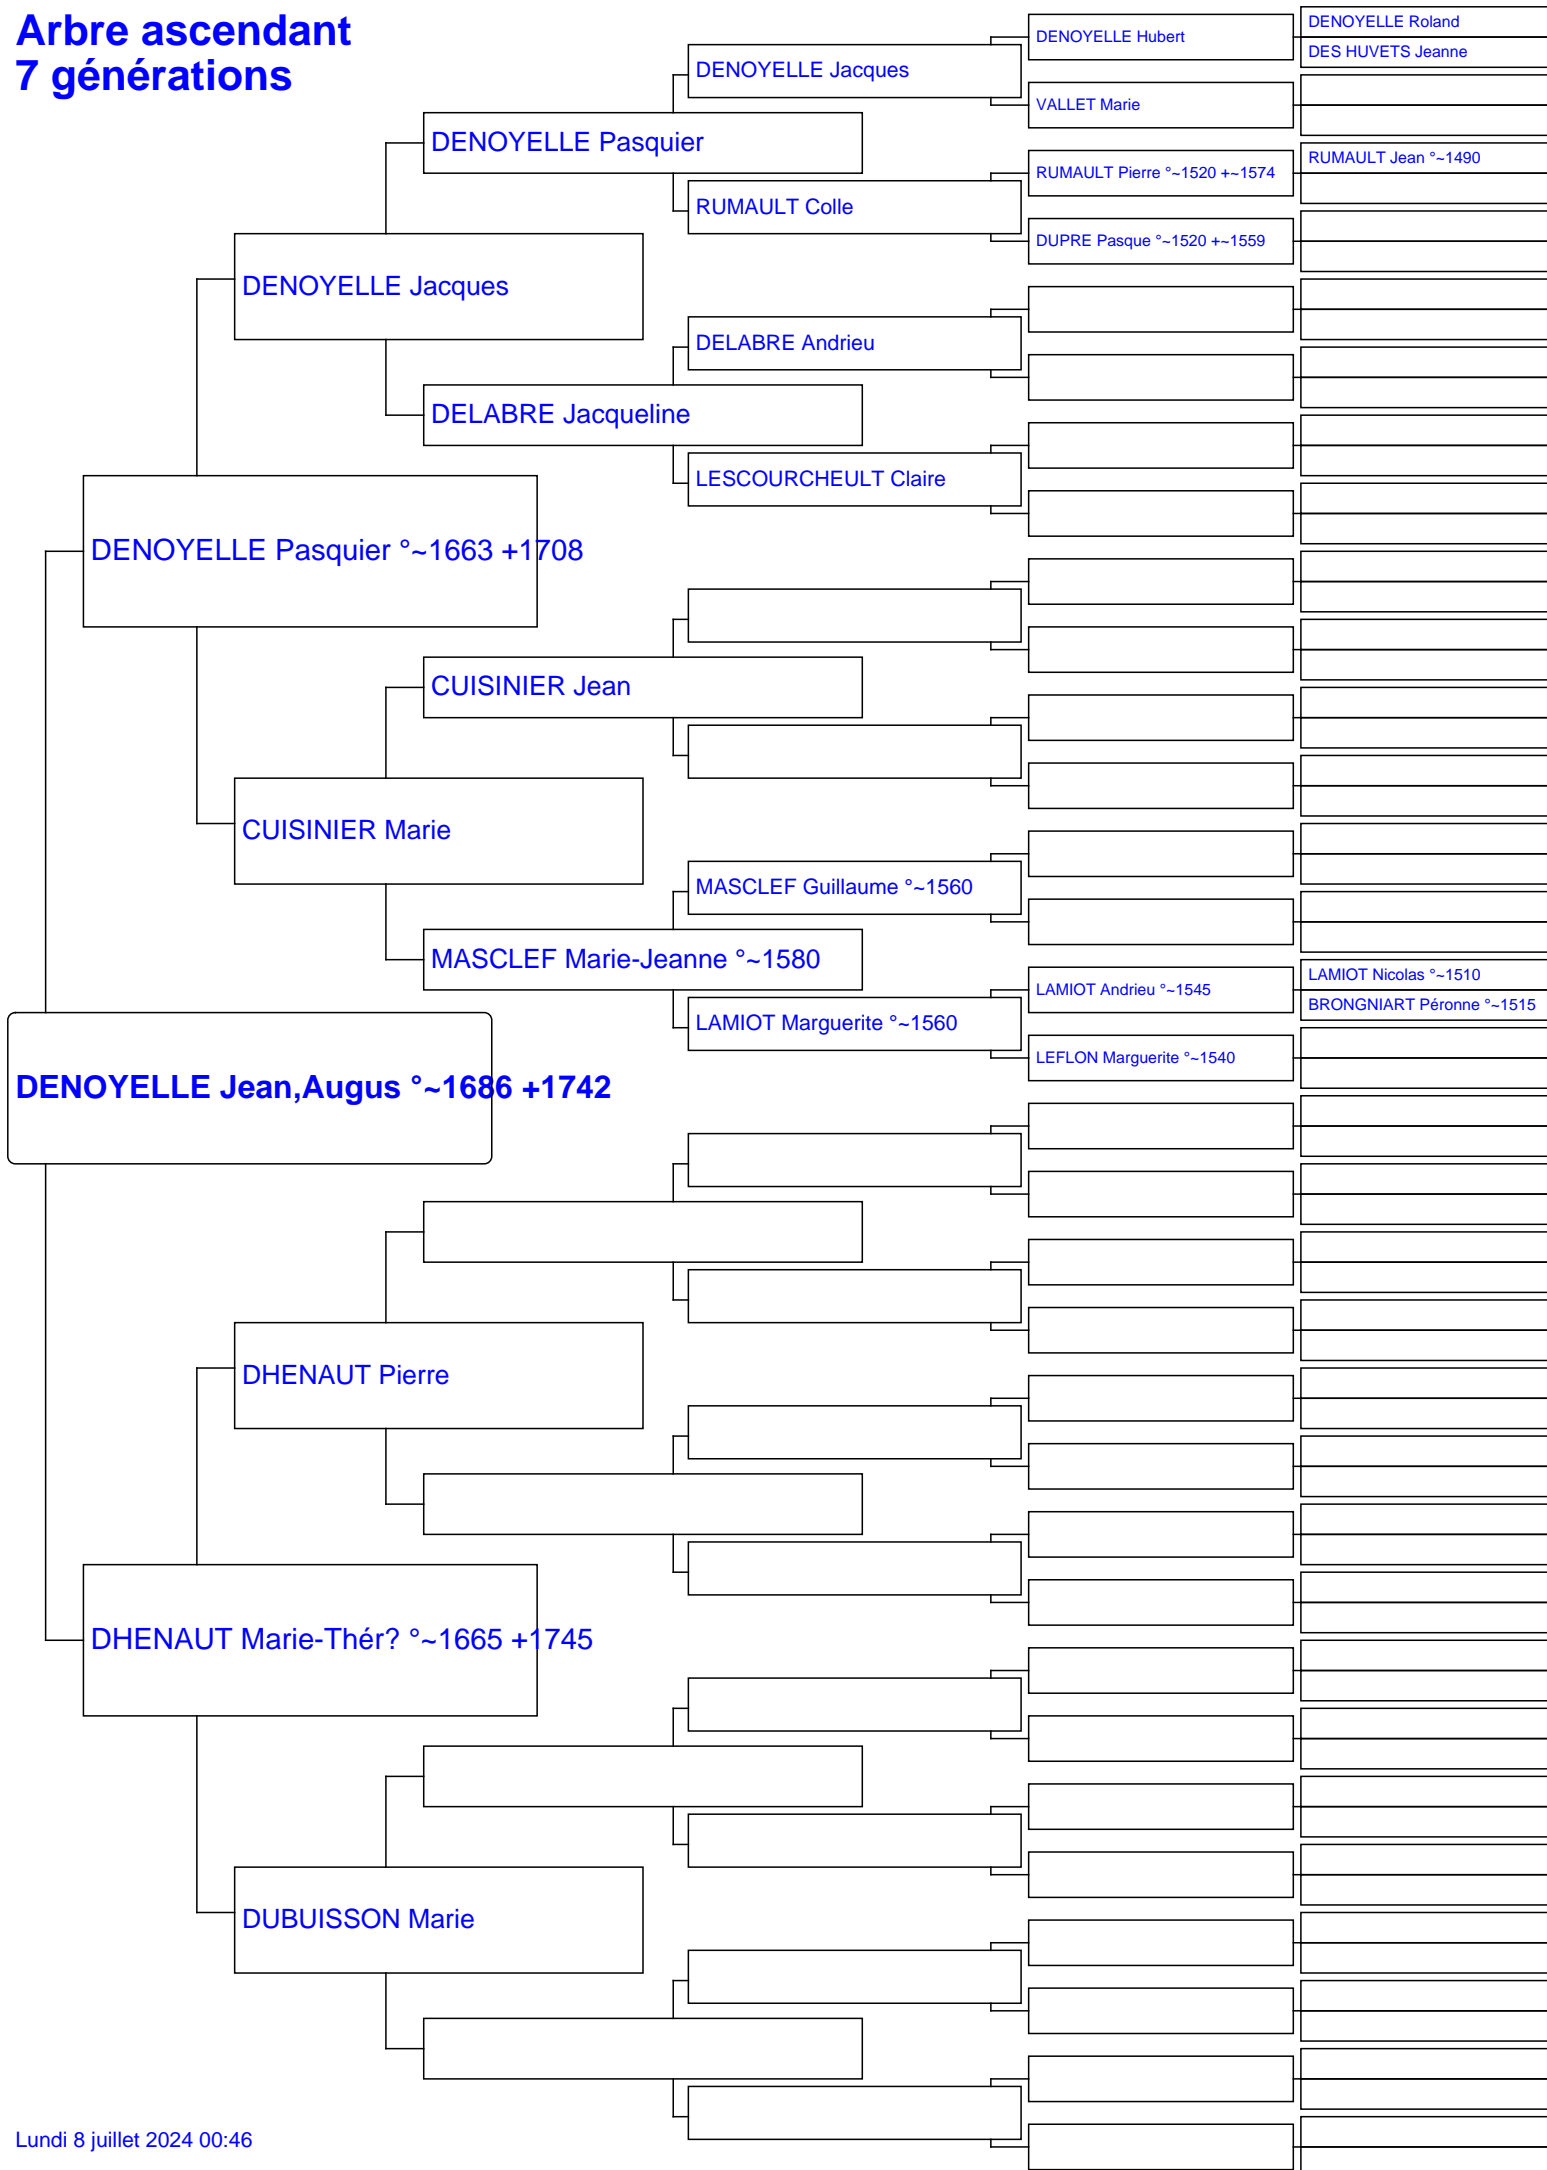 Arbre ascendant
7 générations
DENOYELLE Roland
DENOYELLE Hubert
DES HUVETS Jeanne
DENOYELLE Jacques
VALLET Marie
DENOYELLE Pasquier
RUMAULT Jean °~1490
RUMAULT Pierre °~1520 +~1574
RUMAULT Colle
DUPRE Pasque °~1520 +~1559
DENOYELLE Jacques
DELABRE Andrieu
DELABRE Jacqueline
LESCOURCHEULT Claire
DENOYELLE Pasquier °~1663 +1708
CUISINIER Jean
CUISINIER Marie
MASCLEF Guillaume °~1560
MASCLEF Marie-Jeanne °~1580
LAMIOT Nicolas °~1510
LAMIOT Andrieu °~1545
BRONGNIART Péronne °~1515
LAMIOT Marguerite °~1560
LEFLON Marguerite °~1540
DENOYELLE Jean,Augus °~1686 +1742
DHENAUT Pierre
DHENAUT Marie-Thér? °~1665 +1745
DUBUISSON Marie
Lundi 8 juillet 2024 00:46